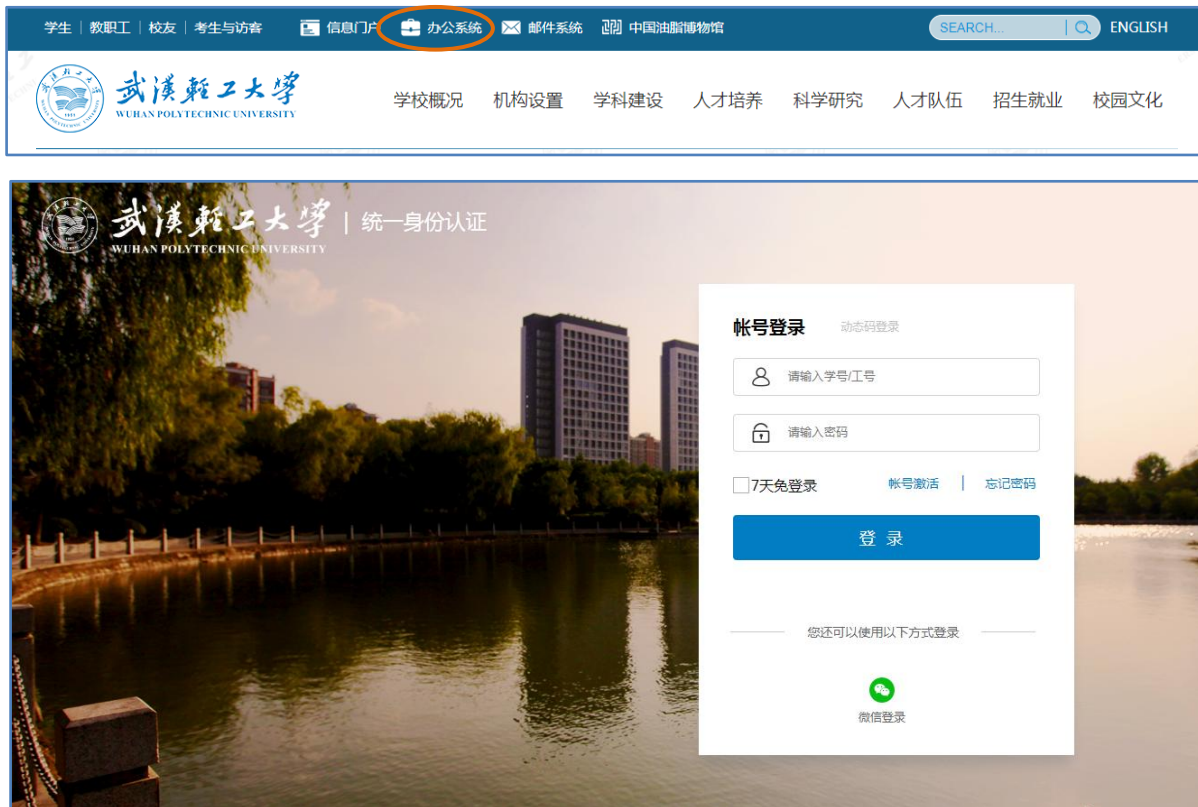 学生 | 教职工 | 校友 | 考生与访客 信息门户 办公系统 邮件系统 中国油脂博物馆 SEARCH... ENGLISH
武漢輕工大学
WUHAN POLYTECHNIC UNIVERSITY
学校概况 机构设置 学科建设 人才培养 科学研究 人才队伍 招生就业 校园文化
武漢輕工大学 | 统一身份认证
WUHAN POLYTECHNIC UNIVERSITY
帐号登录 动态码登录
请输入学号/工号
请输入密码
7天免登录 帐号激活 | 忘记密码
登 录
您还可以使用以下方式登录
微信登录